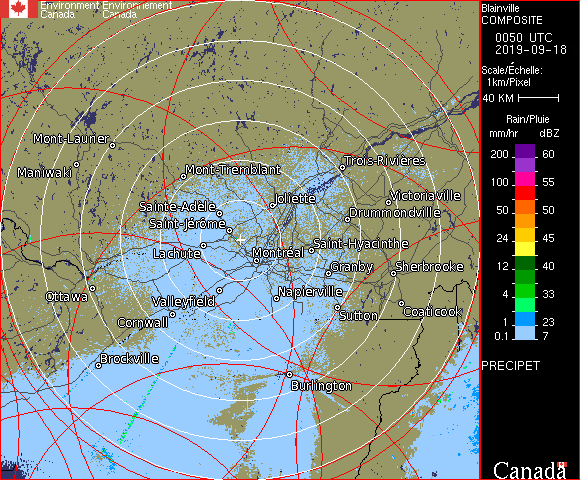 Environment Environnement
Canada Canada
Blainville
COMPOSITE
0050 UTC
2019-09-18
Scale/Échelle:
1km/Pixel
40 KM
Rain/Pluie
mm/hr dBZ
200 60
100 55
50 50
24 45
12 40
4 33
1 23
0.1 7
PRECIPET
Canada
Mont-Laurier
Maniwaki
Mont-Tremblant
Trois-Rivières
Joliette
Victoriaville
Sainte-Adèle
Drummondville
Saint-Jérôme
Lachute
Montréal
Saint-Hyacinthe
Granby
Sherbrooke
Ottawa
Valleyfield
Napierville
Cornwall
Sutton
Coaticook
Brockville
Burlington